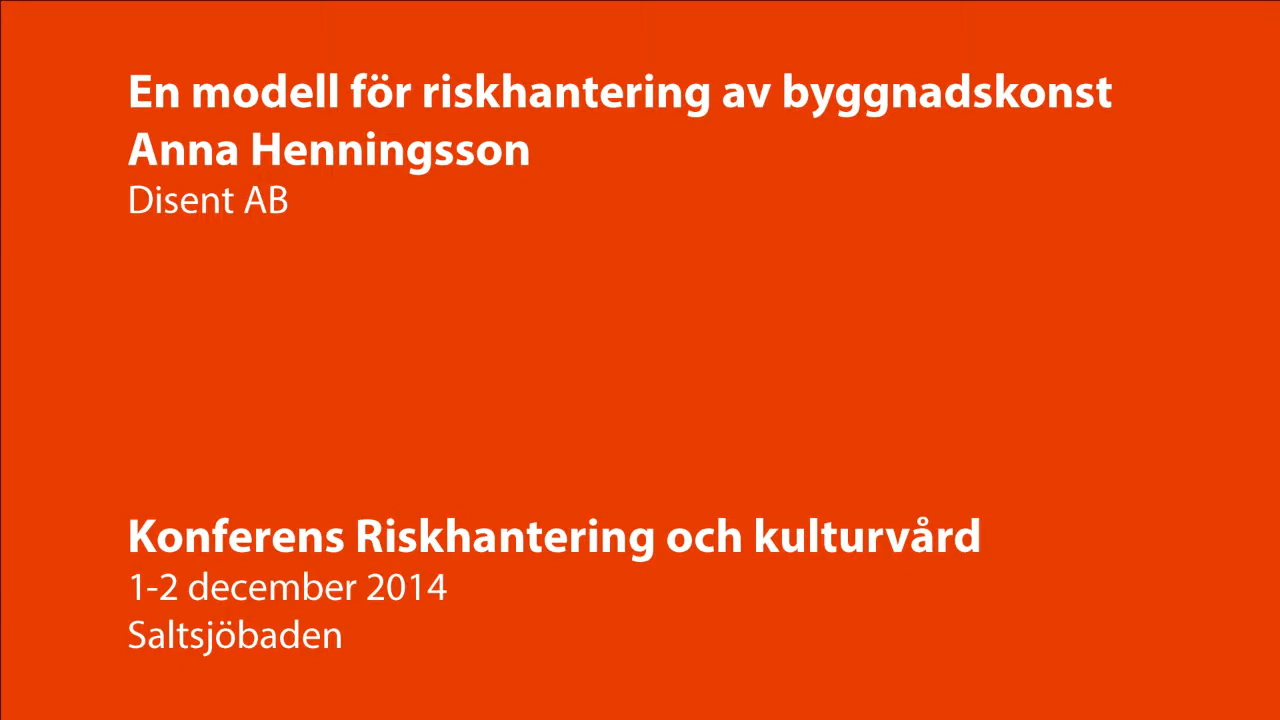 En modell för riskhantering av byggnadskonst
Anna Henningsson
Disent AB
Konferens Riskhantering och kulturvård
1-2 december 2014
Saltsjöbaden